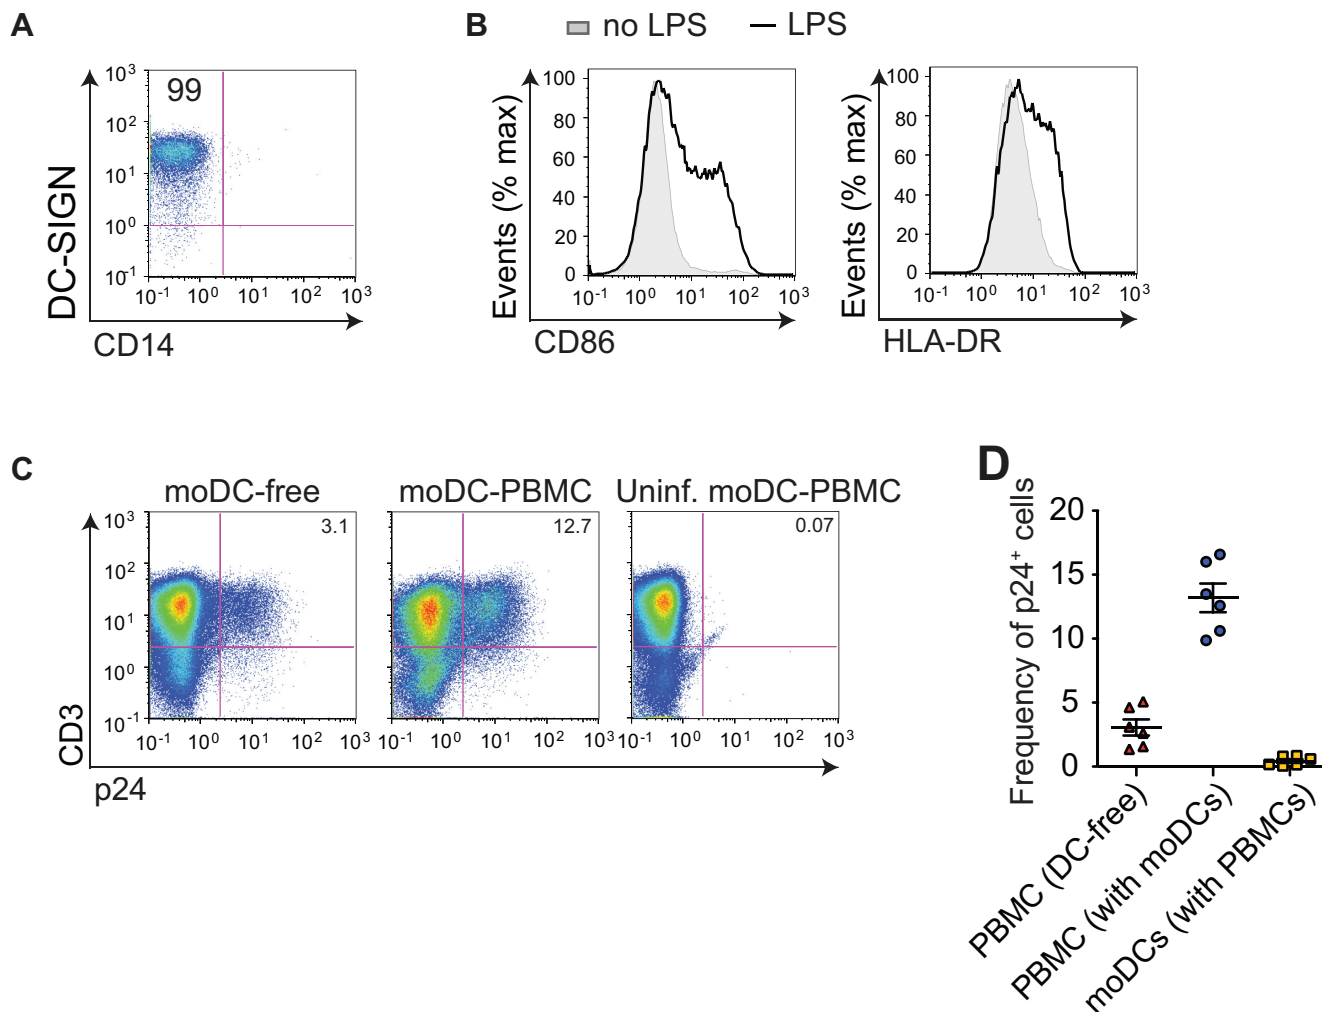 A
99
DC-SIGN
10³
10²
10¹
10⁰
10⁻¹
10⁻¹ 10⁰ 10¹ 10² 10³
CD14
B
no LPS LPS
Events (% max)
100
80
60
40
20
0
10⁻¹ 10⁰ 10¹ 10² 10³
CD86
Events (% max)
100
80
60
40
20
0
10⁻¹ 10⁰ 10¹ 10² 10³
HLA-DR
C
moDC-free moDC-PBMC Uninf. moDC-PBMC
3.1 12.7 0.07
CD3
10³
10²
10¹
10⁰
10⁻¹
10⁻¹ 10⁰ 10¹ 10² 10³ 10⁻¹ 10⁰ 10¹ 10² 10³ 10⁻¹ 10⁰ 10¹ 10² 10³
p24
D
Frequency of p24⁺ cells
20
15
10
5
0
PBMC (DC-free)
PBMC (with moDCs)
moDCs (with PBMCs)